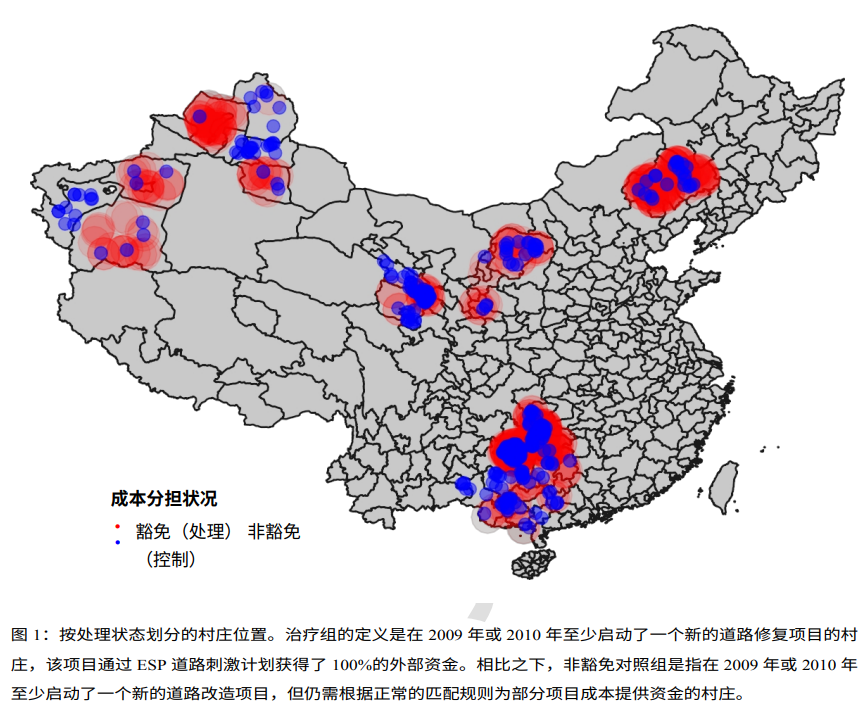 成本分担状况
豁免（处理） 非豁免
（控制）
图 1：按处理状态划分的村庄位置。治疗组的定义是在 2009 年或 2010 年至少启动了一个新的道路修复项目的村
庄，该项目通过 ESP 道路刺激计划获得了 100%的外部资金。相比之下，非豁免对照组是指在 2009 年或 2010 年
至少启动了一个新的道路改造项目，但仍需根据正常的匹配规则为部分项目成本提供资金的村庄。